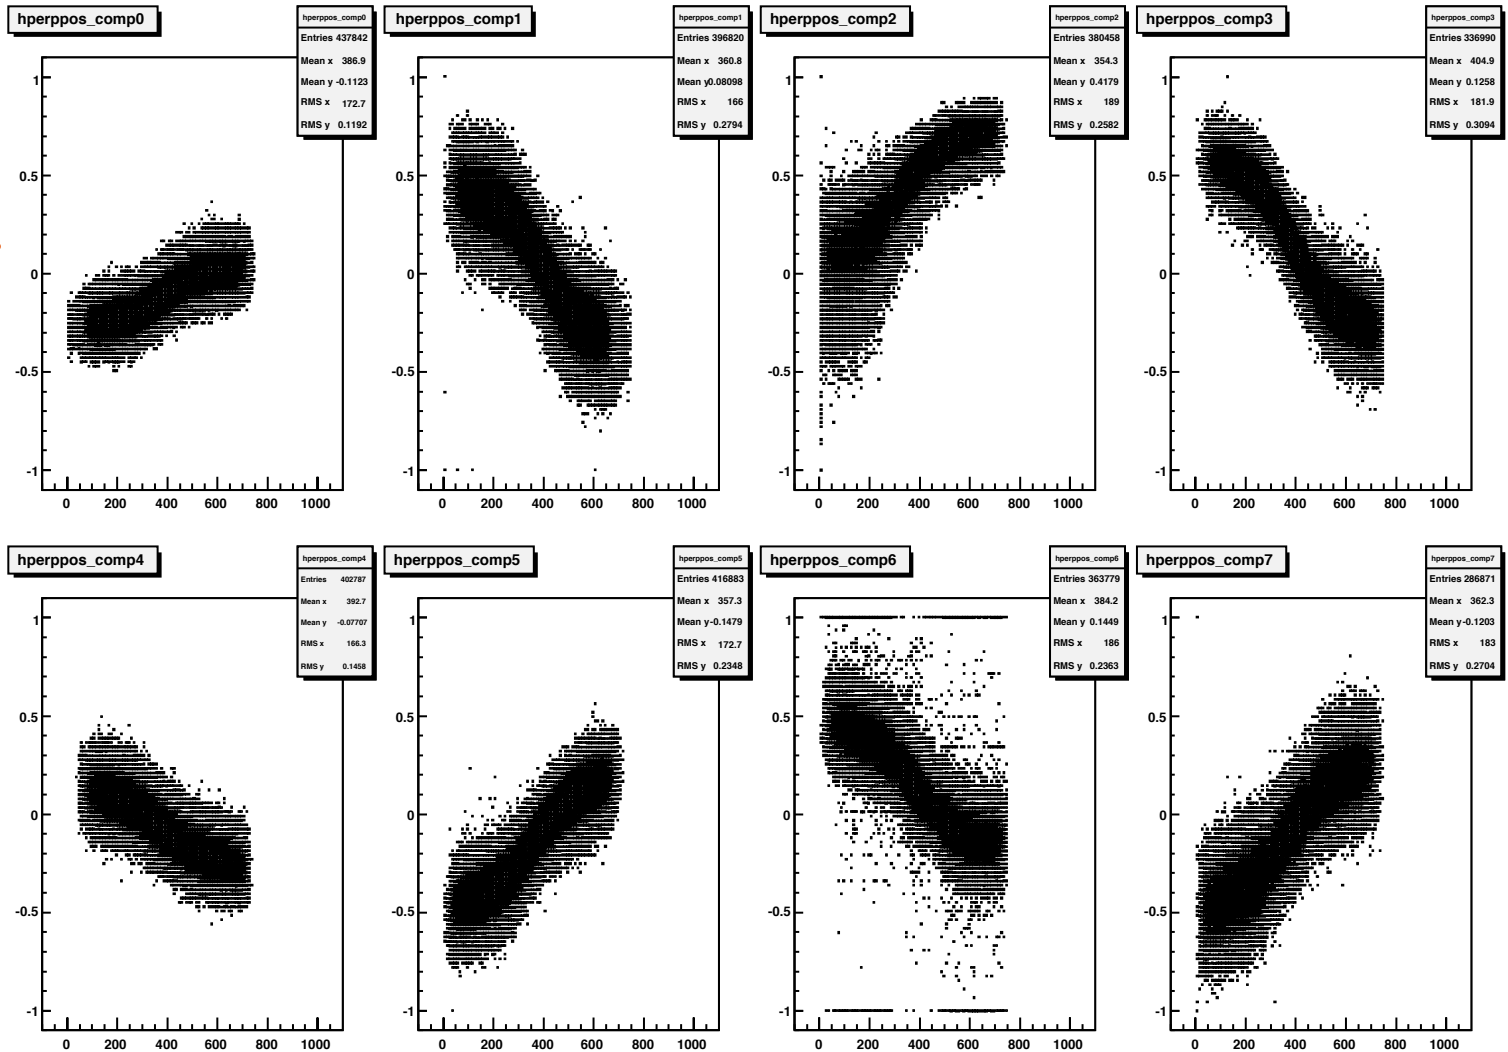 hperppos_comp0
hperppos_comp0
Entries 437842
Mean x 386.9
Mean y -0.1123
RMS x 172.7
RMS y 0.1192
1
0.5
0
-0.5
-1
0 200 400 600 800 1000
hperppos_comp1
hperppos_comp1
Entries 396820
Mean x 360.8
Mean y 0.08098
RMS x 166
RMS y 0.2794
1
0.5
0
-0.5
-1
0 200 400 600 800 1000
hperppos_comp2
hperppos_comp2
Entries 380458
Mean x 354.3
Mean y 0.4179
RMS x 189
RMS y 0.2582
1
0.5
0
-0.5
-1
0 200 400 600 800 1000
hperppos_comp3
hperppos_comp3
Entries 336990
Mean x 404.9
Mean y 0.1258
RMS x 181.9
RMS y 0.3094
1
0.5
0
-0.5
-1
0 200 400 600 800 1000
hperppos_comp4
hperppos_comp4
Entries 402787
Mean x 392.7
Mean y -0.07707
RMS x 166.3
RMS y 0.1458
1
0.5
0
-0.5
-1
0 200 400 600 800 1000
hperppos_comp5
hperppos_comp5
Entries 416883
Mean x 357.3
Mean y -0.1479
RMS x 172.7
RMS y 0.2348
1
0.5
0
-0.5
-1
0 200 400 600 800 1000
hperppos_comp6
hperppos_comp6
Entries 363779
Mean x 384.2
Mean y 0.1449
RMS x 186
RMS y 0.2363
1
0.5
0
-0.5
-1
0 200 400 600 800 1000
hperppos_comp7
hperppos_comp7
Entries 286871
Mean x 362.3
Mean y -0.1203
RMS x 183
RMS y 0.2704
1
0.5
0
-0.5
-1
0 200 400 600 800 1000